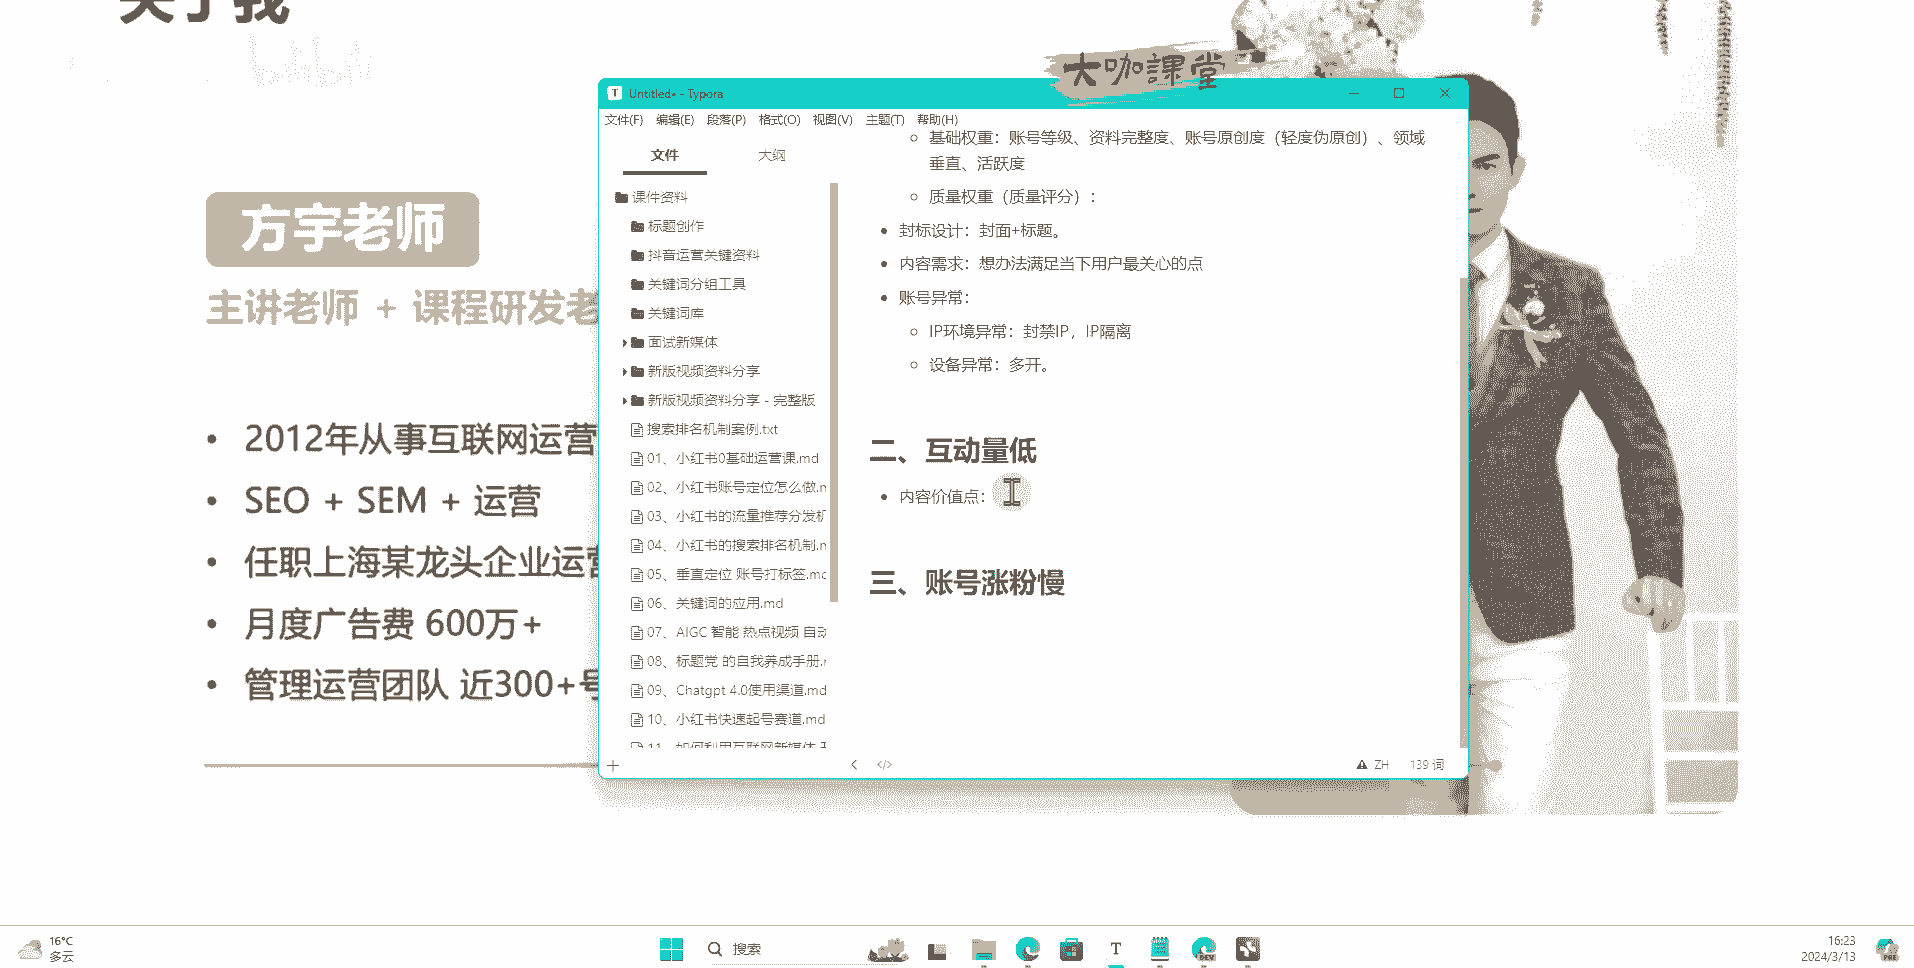 关于我
bilibili
大咖課堂
方宇老师
主讲老师 + 课程研发老
2012年从事互联网运营
SEO + SEM + 运营
任职上海某龙头企业运营
月度广告费 600万+
管理运营团队 近300+号
Untitled• - Typora
文件(F) 编辑(E) 段落(P) 格式(O) 视图(V) 主题(T) 帮助(H)
文件 大纲
课件资料
标题创作
抖音运营关键资料
关键词分组工具
关键词库
面试新媒体
新版视频资料分享
新版视频资料分享 - 完整版
搜索排名机制案例.txt
01、小红书0基础运营课.md
02、小红书账号定位怎么做.m
03、小红书的流量推荐分发机
04、小红书的搜索排名机制.m
05、垂直定位 账号打标签.md
06、关键词的应用.md
07、AIGC 智能 热点视频 自动
08、标题党 的自我养成手册.m
09、Chatgpt 4.0使用渠道.md
10、小红书快速起号赛道.md
11、如何利用互联网新媒体
基础权重：账号等级、资料完整度、账号原创度（轻度伪原创）、领域
垂直、活跃度
质量权重（质量评分）：
封标设计：封面+标题。
内容需求：想办法满足当下用户最关心的点
账号异常：
IP环境异常：封禁IP，IP隔离
设备异常：多开。
二、互动量低
内容价值点：
三、账号涨粉慢
ZH 139 词
16°C
多云
搜索
T
DEV
16:23
2024/3/13
PRE